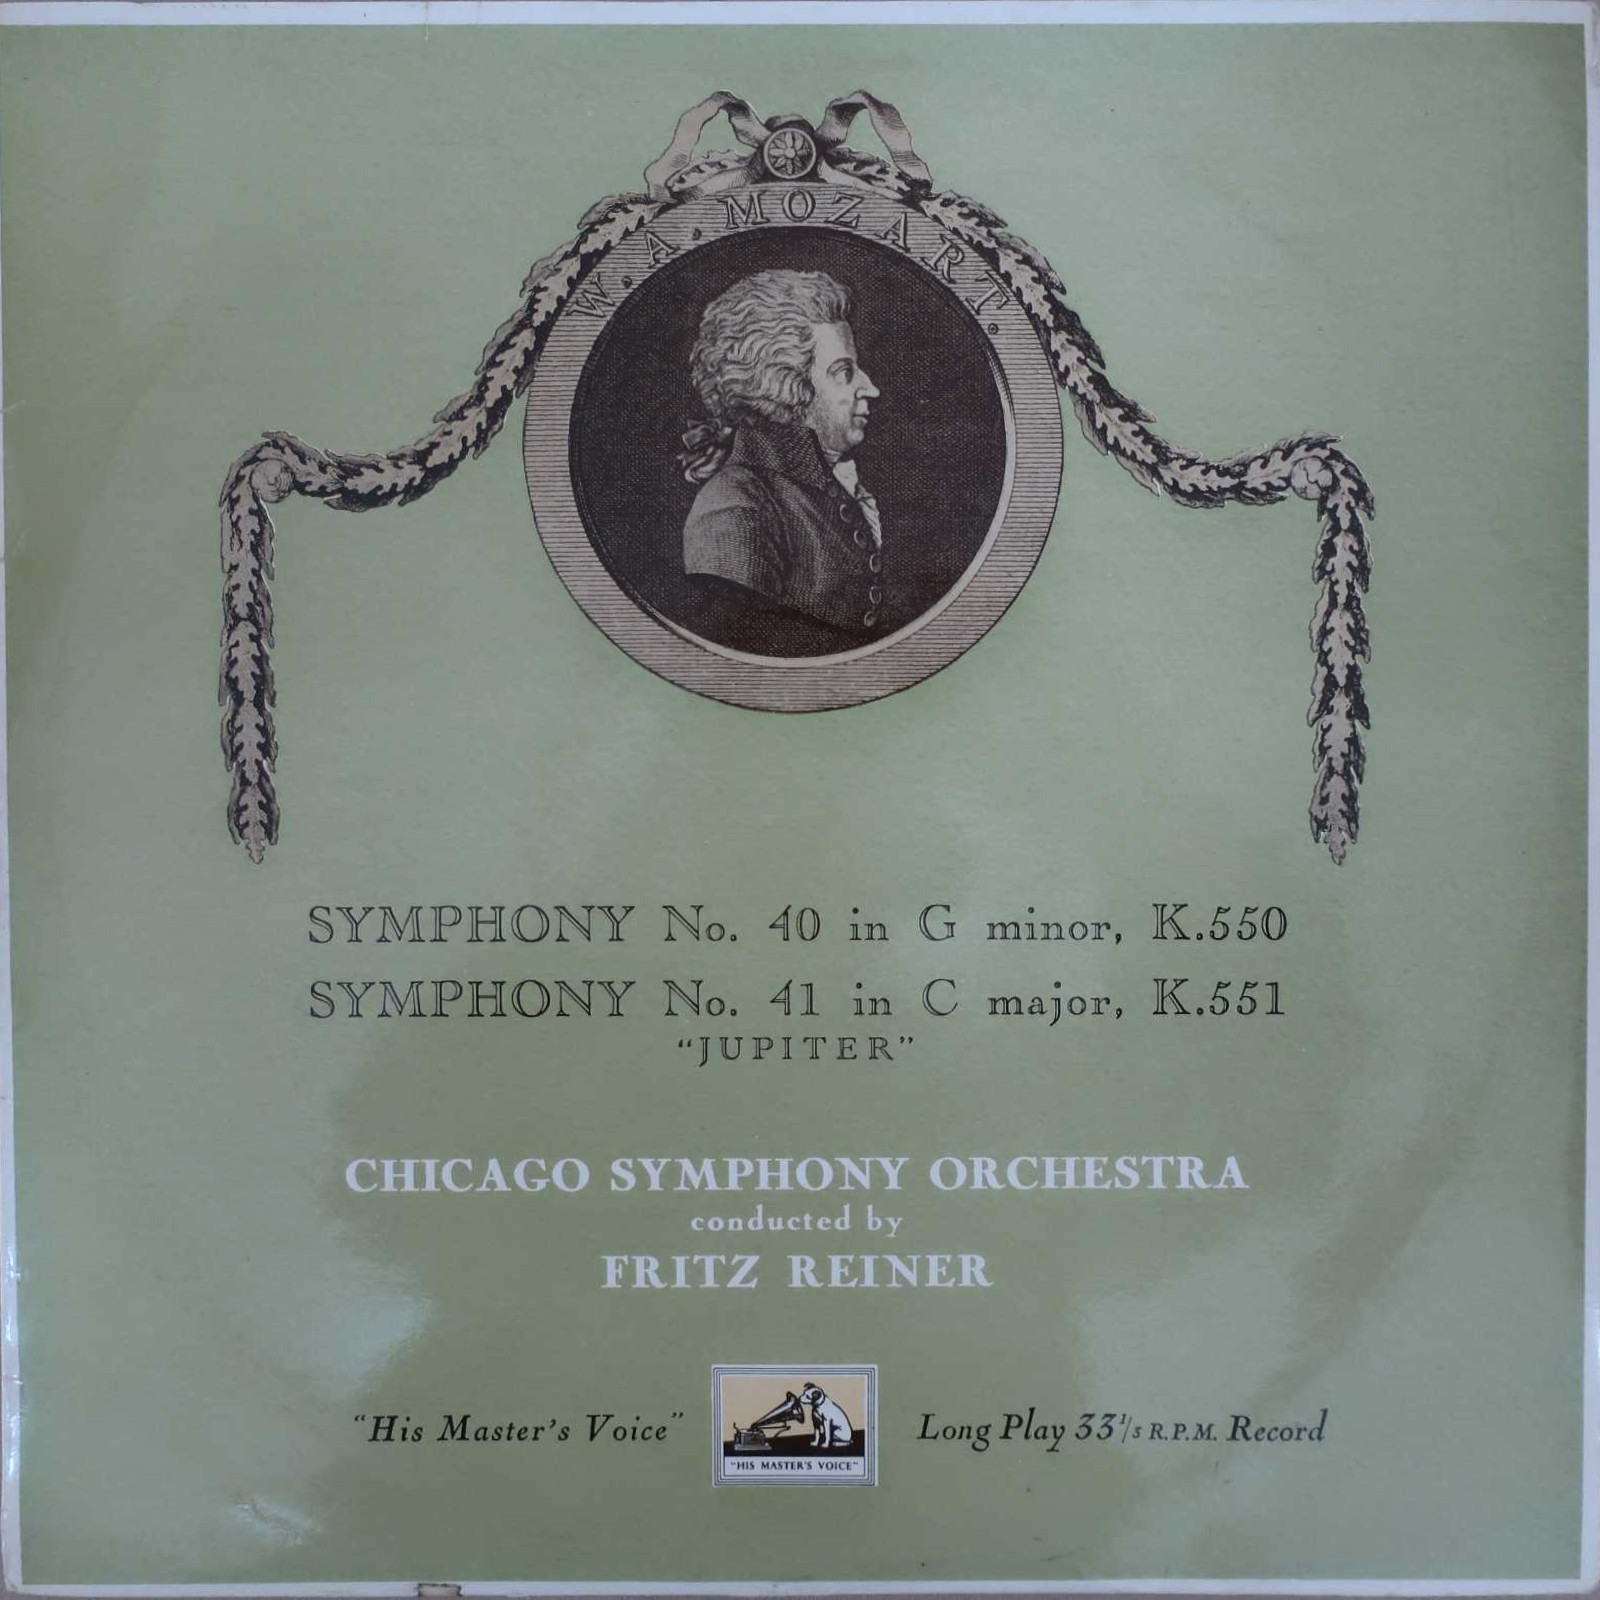 W. A. MOZART.
SYMPHONY No. 40 in G minor, K.550
SYMPHONY No. 41 in C major, K.551
“JUPITER”
CHICAGO SYMPHONY ORCHESTRA
conducted by
FRITZ REINER
“His Master’s Voice”
“HIS MASTER’S VOICE”
Long Play 33⅓ R.P.M. Record